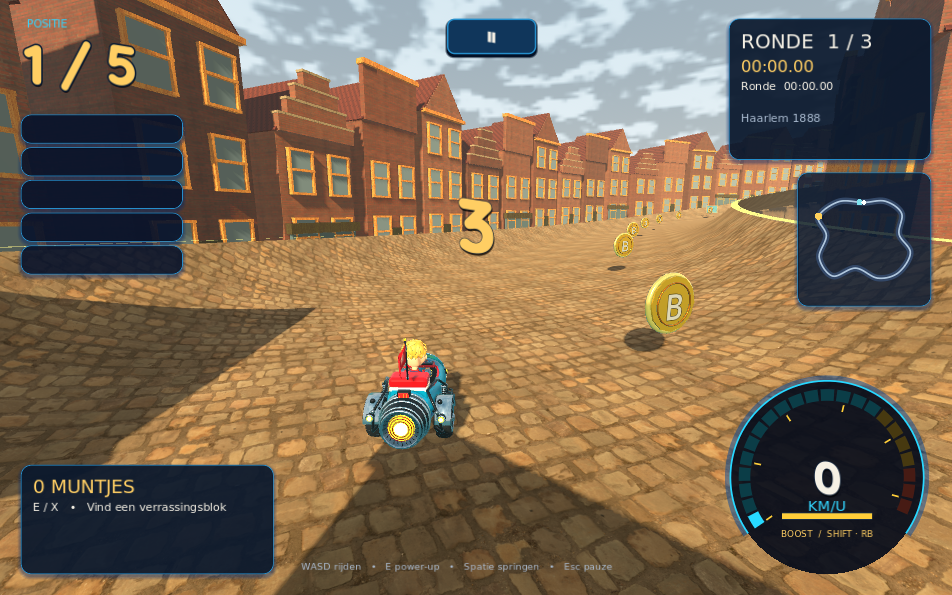 POSITIE
1 / 5
RONDE 1 / 3
00:00.00
Ronde 00:00.00
Haarlem 1888
3
B
B
0
KM/U
BOOST / SHIFT · RB
0 MUNTJES
E / X • Vind een verrassingsblok
WASD rijden • E power-up • Spatie springen • Esc pauze